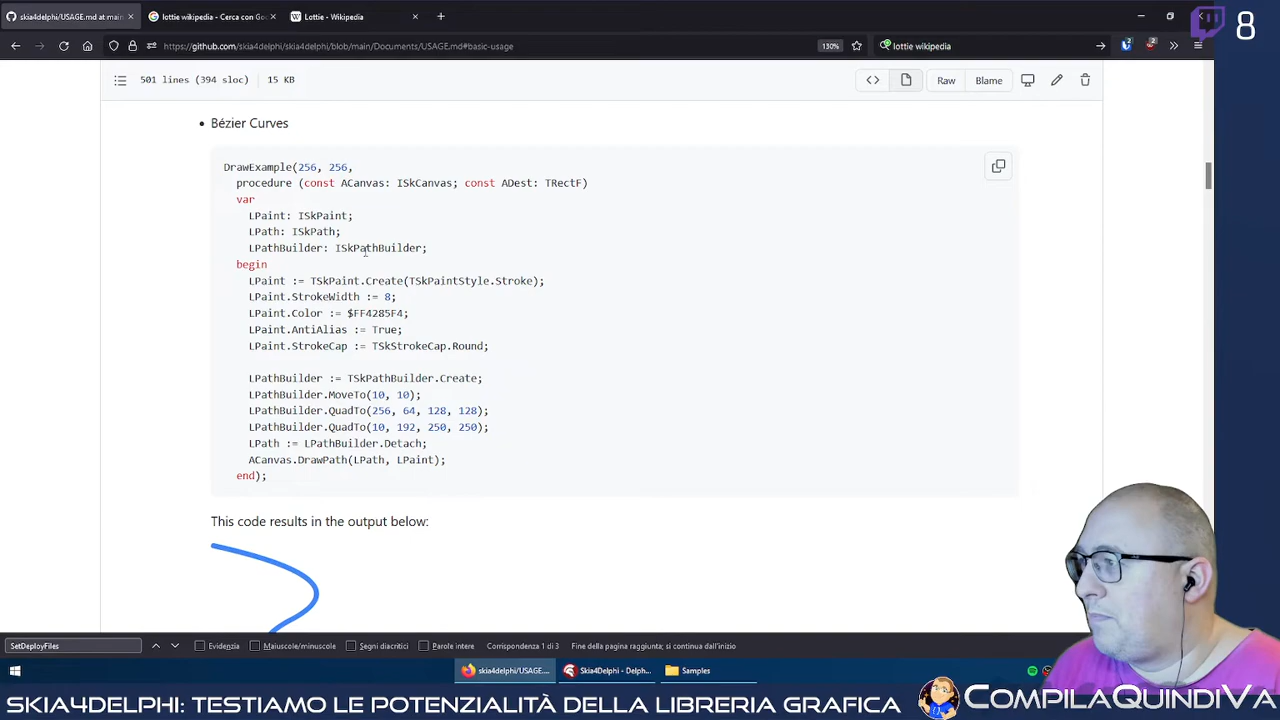 skia4delphi/USAGE.md at main
lottie wikipedia - Cerca con Goo
Lottie - Wikipedia
8
https://github.com/skia4delphi/skia4delphi/blob/main/Documents/USAGE.md#basic-usage
130%
lottie wikipedia
501 lines (394 sloc)
15 KB
Raw
Blame
• Bézier Curves
DrawExample(256, 256,
procedure (const ACanvas: ISkCanvas; const ADest: TRectF)
var
LPaint: ISkPaint;
LPath: ISkPath;
LPathBuilder: ISkPathBuilder;
begin
LPaint := TSkPaint.Create(TSkPaintStyle.Stroke);
LPaint.StrokeWidth := 8;
LPaint.Color := $FF4285F4;
LPaint.AntiAlias := True;
LPaint.StrokeCap := TSkStrokeCap.Round;
LPathBuilder := TSkPathBuilder.Create;
LPathBuilder.MoveTo(10, 10);
LPathBuilder.QuadTo(256, 64, 128, 128);
LPathBuilder.QuadTo(10, 192, 250, 250);
LPath := LPathBuilder.Detach;
ACanvas.DrawPath(LPath, LPaint);
end);
This code results in the output below:
SetDeployFiles
Evidenzia
Maiuscole/minuscole
Segni diacritici
Parole intere
Corrispondenza 1 di 3
Fine della pagina raggiunta; si continua dall'inizio
skia4delphi/USAGE....
Skia4Delphi - Delph...
Samples
SKIA4DELPHI: TESTIAMO LE POTENZIALITÀ DELLA LIBRERIA GRAFICA
COMPILAQUINDIVA